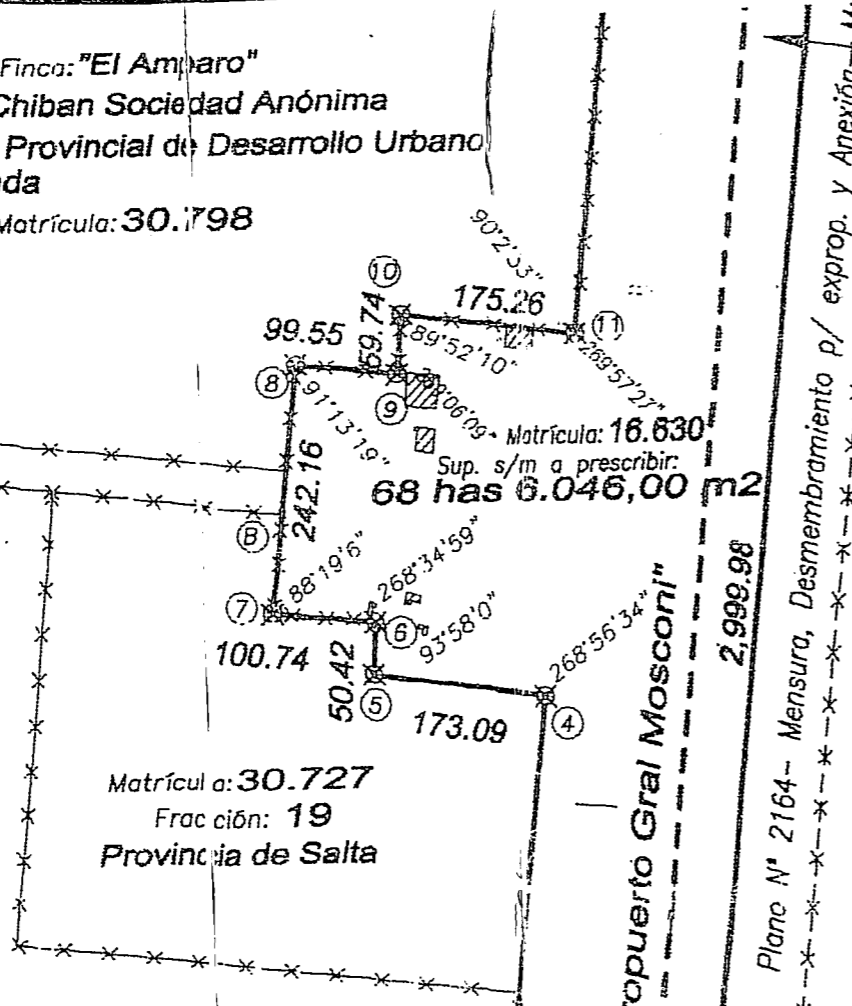 Finca: "El Amparo"
Chiban Sociedad Anónima
Provincial de Desarrollo Urbano
da
Matrícula: 30.798
90°2'53"
10
175.26
11
99.55
59.74
89°52'10"
269°57'27"
8
91°13'19"
9
06'09"
Matrícula: 16.630
Sup. s/m a prescribir:
68 has 6.046,00 m2
242.16
B
88°19'6"
268°34'59"
7
6
93°58'0"
268°56'34"
100.74
50.42
5
173.09
4
Matrícula: 30.727
Fracción: 19
Provincia de Salta
ropuerto Gral Mosconi"
2,999.98
Plano N° 2164- Mensura, Desmembramiento p/ exprop. y Anexión-